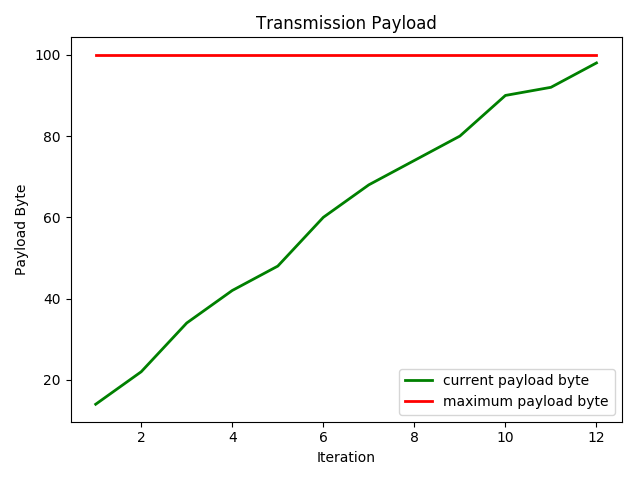 Transmission Payload
100
80
60
40
20
Payload Byte
2 4 6 8 10 12
Iteration
current payload byte
maximum payload byte